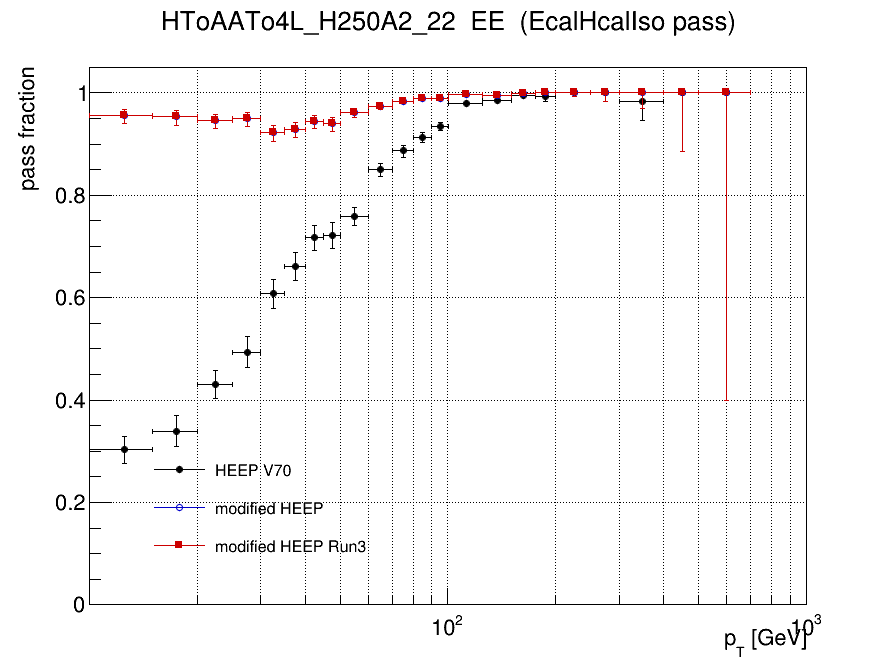 HToAATo4L_H250A2_22 EE (EcalHcalIso pass)
pass fraction
1
0.8
0.6
0.4
0.2
0
HEEP V70
modified HEEP
modified HEEP Run3
10²
10³
p_T [GeV]